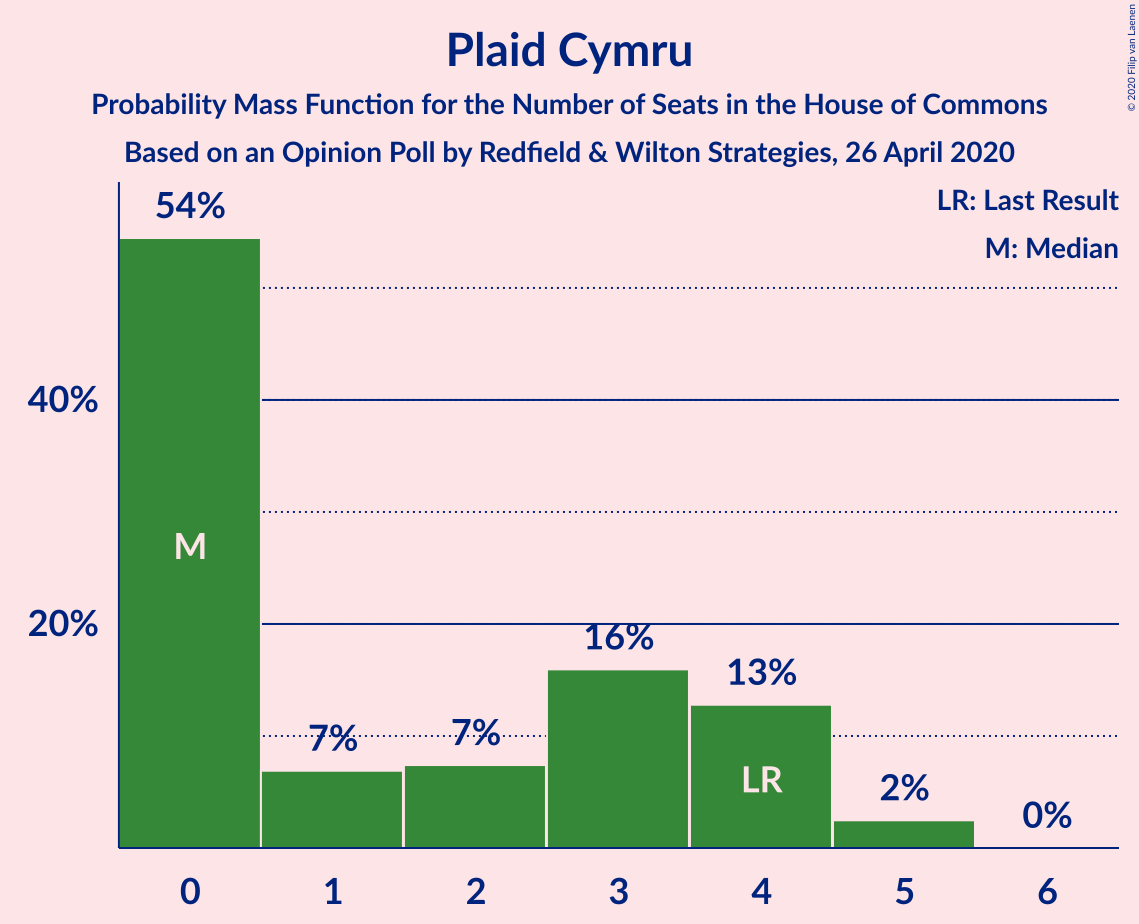 Plaid Cymru
Probability Mass Function for the Number of Seats in the House of Commons
Based on an Opinion Poll by Redfield & Wilton Strategies, 26 April 2020
© 2020 Filip van Laenen
LR: Last Result
M: Median
54%
40%
M
20%
16%
13%
7%
7%
LR
2%
0%
0
1
2
3
4
5
6